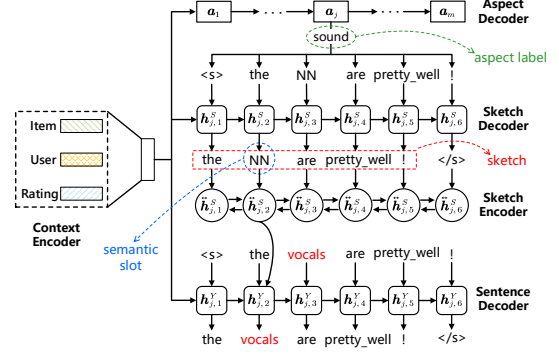 a_1 ... a_j ... a_m
Aspect Decoder
sound
aspect label
<s> the NN are pretty_well !
h^S_{j,1} h^S_{j,2} h^S_{j,3} h^S_{j,4} h^S_{j,5} h^S_{j,6}
Sketch Decoder
Item
User
Rating
Context Encoder
the NN are pretty_well ! </s>
sketch
ḧ^S_{j,1} ḧ^S_{j,2} ḧ^S_{j,3} ḧ^S_{j,4} ḧ^S_{j,5} ḧ^S_{j,6}
Sketch Encoder
semantic slot
<s> the vocals are pretty_well !
h^Y_{j,1} h^Y_{j,2} h^Y_{j,3} h^Y_{j,4} h^Y_{j,5} h^Y_{j,6}
Sentence Decoder
the vocals are pretty_well ! </s>